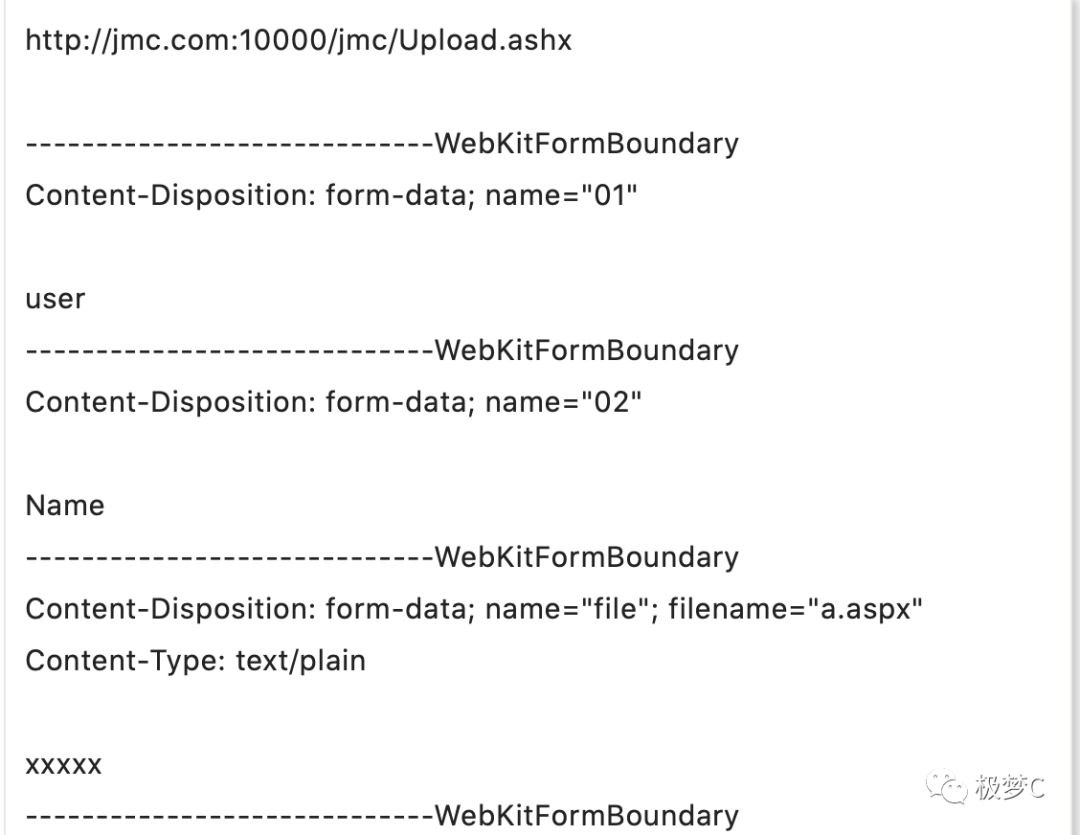 http://jmc.com:10000/jmc/Upload.ashx
-----------------------------WebKitFormBoundary
Content-Disposition: form-data; name="01"
user
-----------------------------WebKitFormBoundary
Content-Disposition: form-data; name="02"
Name
-----------------------------WebKitFormBoundary
Content-Disposition: form-data; name="file"; filename="a.aspx"
Content-Type: text/plain
xxxxx
-----------------------------WebKitFormBoundary
极梦C